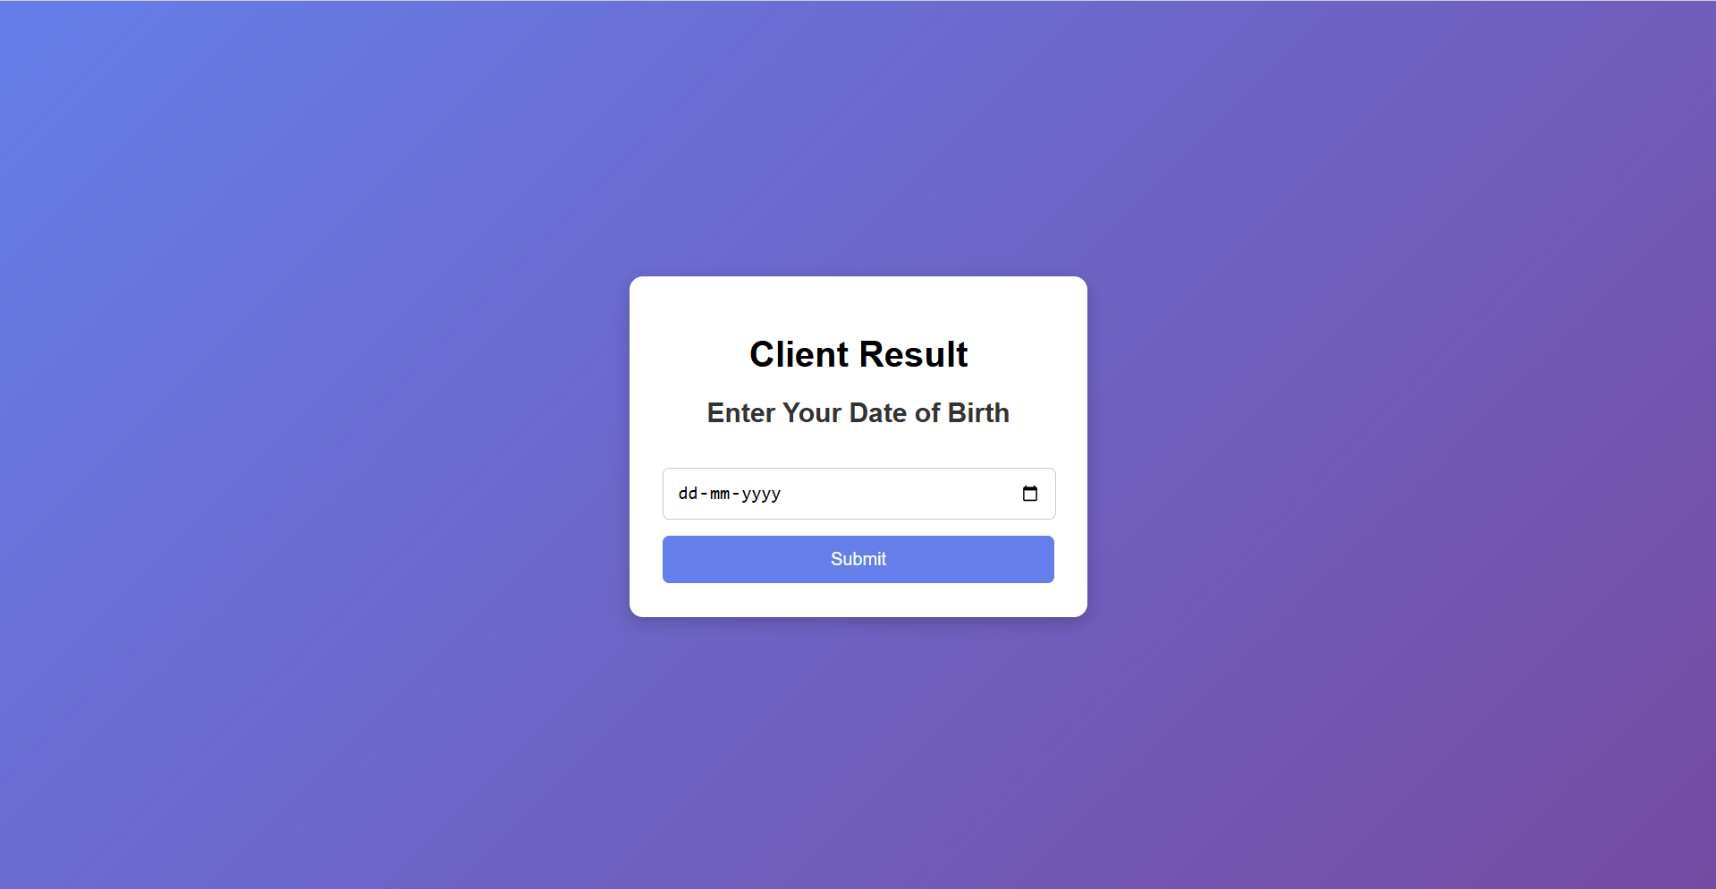 Client Result
Enter Your Date of Birth
dd-mm-yyyy
Submit